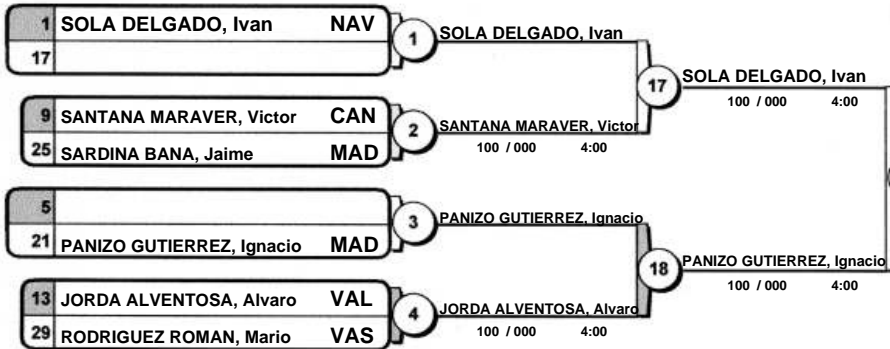 1 SOLA DELGADO, Ivan NAV
17
1
SOLA DELGADO, Ivan
9 SANTANA MARAVER, Victor CAN
25 SARDINA BANA, Jaime MAD
2
SANTANA MARAVER, Victor
100 / 000 4:00
17
SOLA DELGADO, Ivan
100 / 000 4:00
5
21 PANIZO GUTIERREZ, Ignacio MAD
3
PANIZO GUTIERREZ, Ignacio
13 JORDA ALVENTOSA, Alvaro VAL
29 RODRIGUEZ ROMAN, Mario VAS
4
JORDA ALVENTOSA, Alvaro
100 / 000 4:00
18
PANIZO GUTIERREZ, Ignacio
100 / 000 4:00